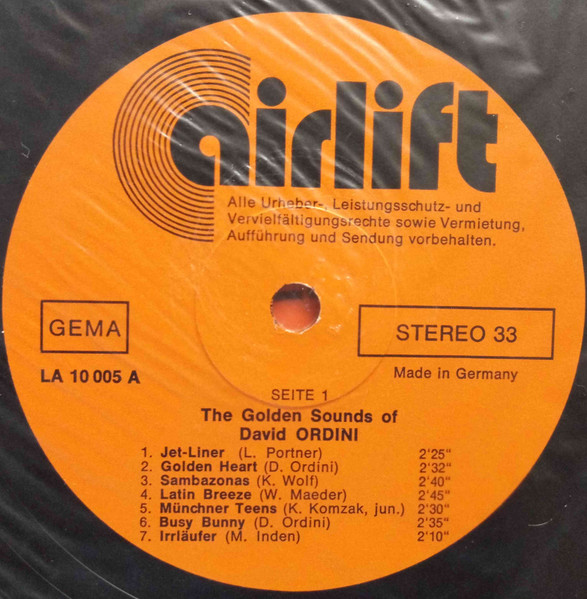 airlift
Alle Urheber-, Leistungsschutz- und
Vervielfältigungsrechte sowie Vermietung,
Aufführung und Sendung vorbehalten.
GEMA
STEREO 33
LA 10 005 A
Made in Germany
SEITE 1
The Golden Sounds of
David ORDINI
1. Jet-Liner (L. Portner) 2'25"
2. Golden Heart (D. Ordini) 2'32"
3. Sambazonas (K. Wolf) 2'40"
4. Latin Breeze (W. Maeder) 2'45"
5. Münchner Teens (K. Komzak, jun.) 2'30"
6. Busy Bunny (D. Ordini) 2'35"
7. Irrläufer (M. Inden) 2'10"